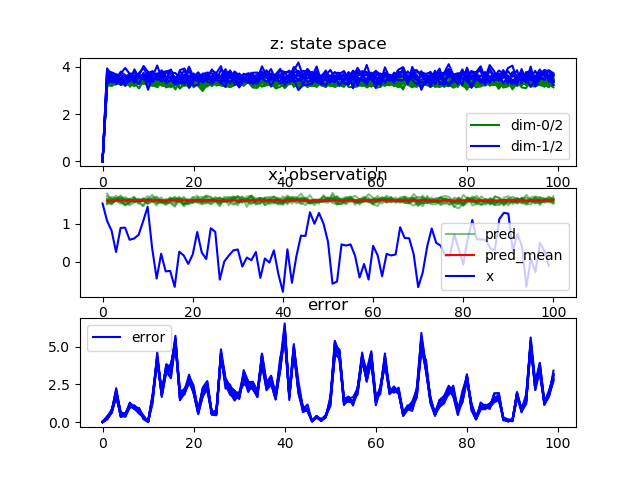 z: state space
4
2
0
dim-0/2
dim-1/2
0 20 40 60 80 100
x: observation
1
0
pred
pred_mean
x
0 20 40 60 80 100
error
5.0
2.5
0.0
error
0 20 40 60 80 100